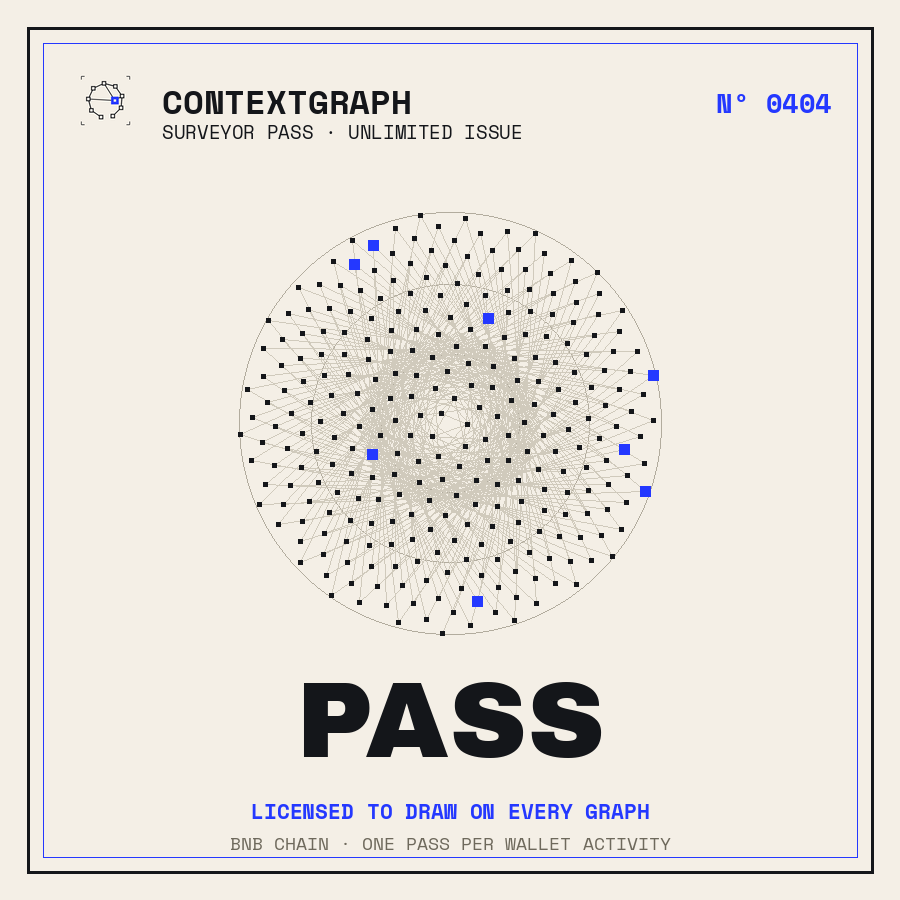 CONTEXTGRAPH
N° 0404
SURVEYOR PASS · UNLIMITED ISSUE
PASS
LICENSED TO DRAW ON EVERY GRAPH
BNB CHAIN · ONE PASS PER WALLET ACTIVITY